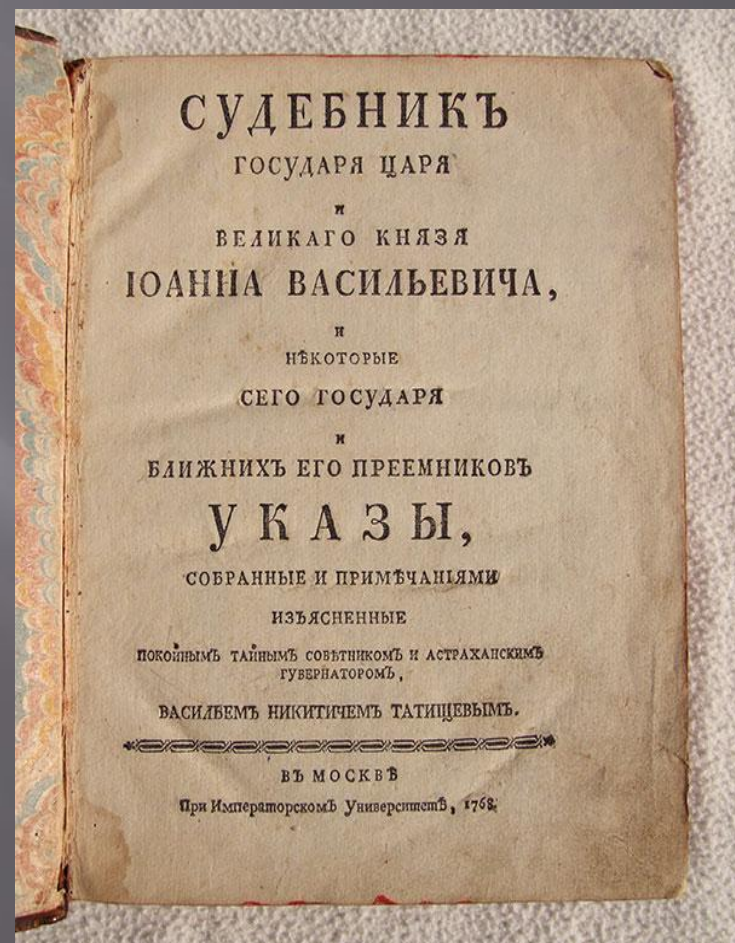 СУДЕБНИКЪ
ГОСУДАРЯ ЦАРЯ
И
ВЕЛИКАГО КНЯЗЯ
ІОАННА ВАСИЛЬЕВИЧА,
И
НѢКОТОРЫЕ
СЕГО ГОСУДАРЯ
И
БЛИЖНИХЪ ЕГО ПРЕЕМНИКОВЪ
УКАЗЫ,
СОБРАННЫЕ И ПРИМѢЧАНІЯМИ
ИЗЪЯСНЕННЫЕ
ПОКОЙНЫМЪ ТАЙНЫМЪ СОВѢТНИКОМЪ И АСТРАХАНСКИМЪ
ГУБЕРНАТОРОМЪ,
ВАСИЛЬЕМЪ НИКИТИЧЕМЪ ТАТИЩЕВЫМЪ.
ВЪ МОСКВѢ
При Императорскомъ Университетѣ, 1768.